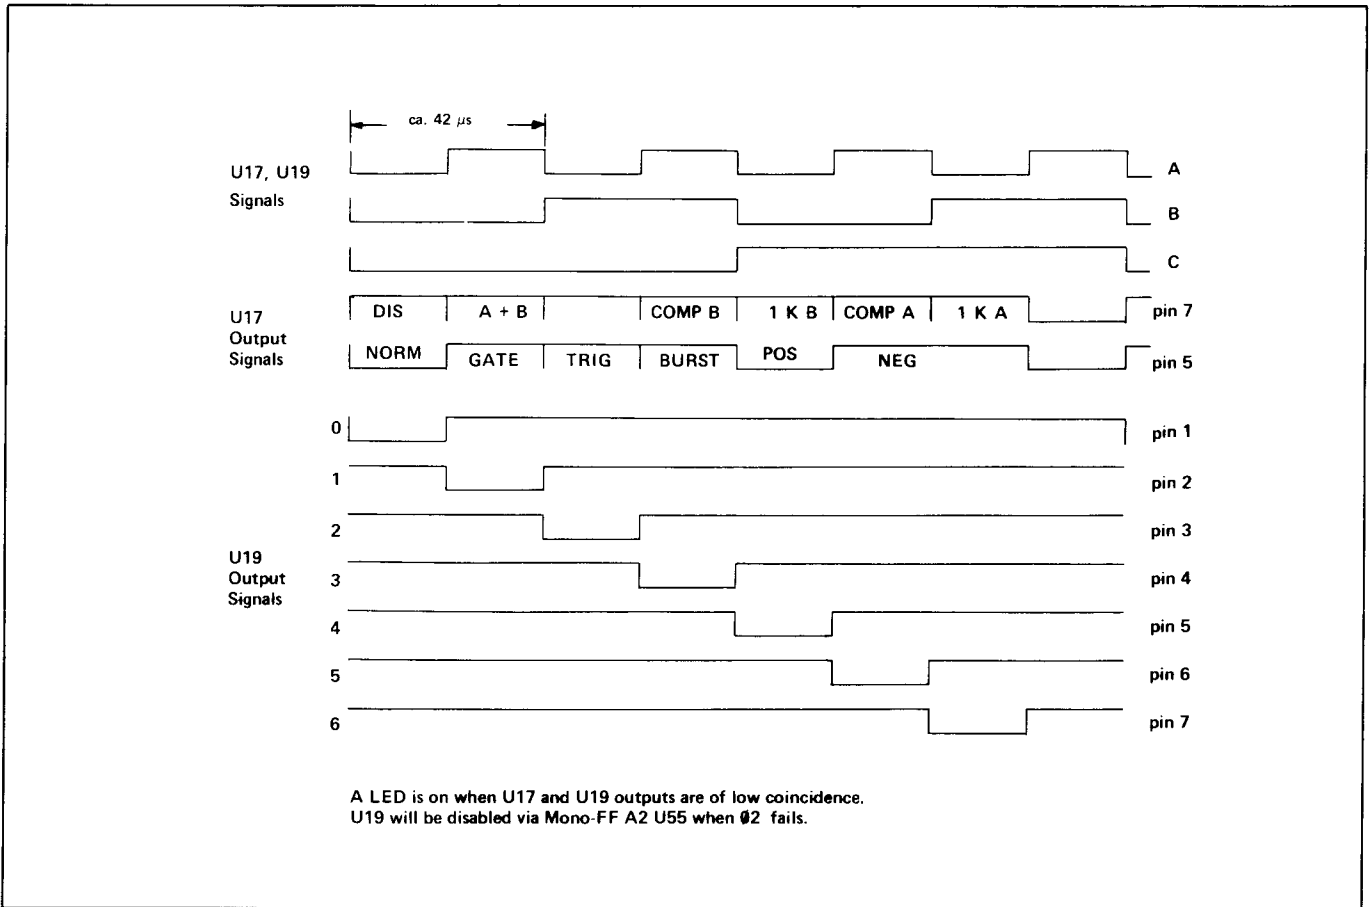 ca. 42 μs
U17, U19
Signals
A
B
C
U17
Output
Signals
DIS
A + B
COMP B
1 K B
COMP A
1 K A
pin 7
NORM
GATE
TRIG
BURST
POS
NEG
pin 5
U19
Output
Signals
0
pin 1
1
pin 2
2
pin 3
3
pin 4
4
pin 5
5
pin 6
6
pin 7
A LED is on when U17 and U19 outputs are of low coincidence.
U19 will be disabled via Mono-FF A2 U55 when Ø2 fails.